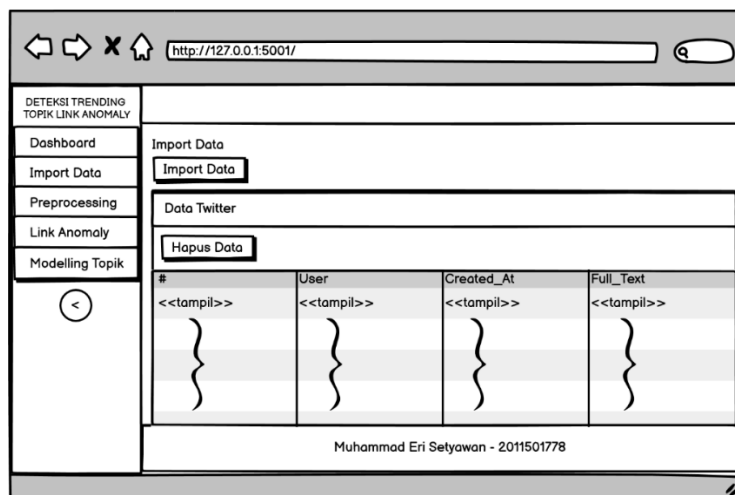 http://127.0.0.1:5001/
DETEKSI TRENDING
TOPIK LINK ANOMALY
Dashboard
Import Data
Preprocessing
Link Anomaly
Modelling Topik
<
Import Data
Import Data
Data Twitter
Hapus Data
# User Created_At Full_Text
<<tampil>> <<tampil>> <<tampil>> <<tampil>>
Muhammad Eri Setyawan - 2011501778